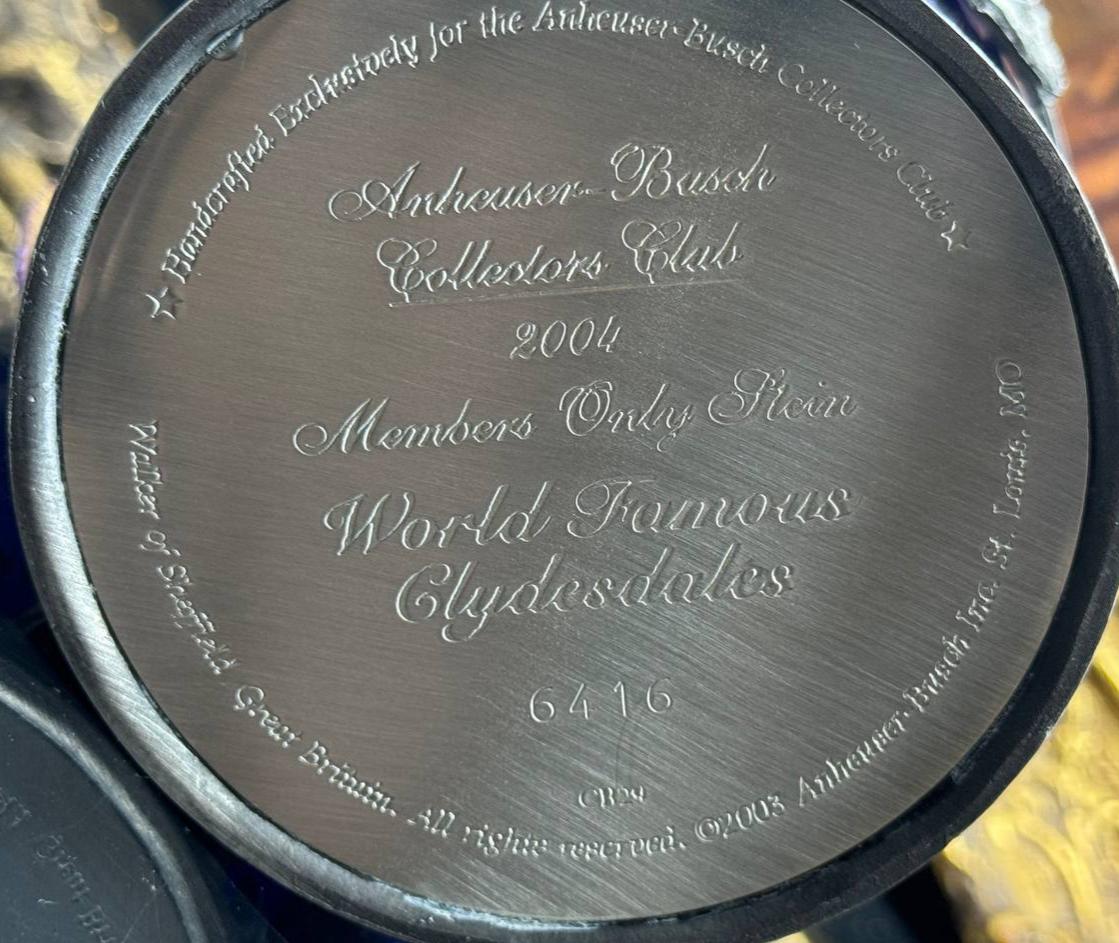 ☆ Handcrafted Exclusively for the Anheuser-Busch Collectors Club ☆
Anheuser-Busch
Collectors Club
2004
Members Only Stein
World Famous
Clydesdales
6416
CB29
Walker of Sheffield Great Britain. All rights reserved. ©2003 Anheuser-Busch Inc. St. Louis, MO